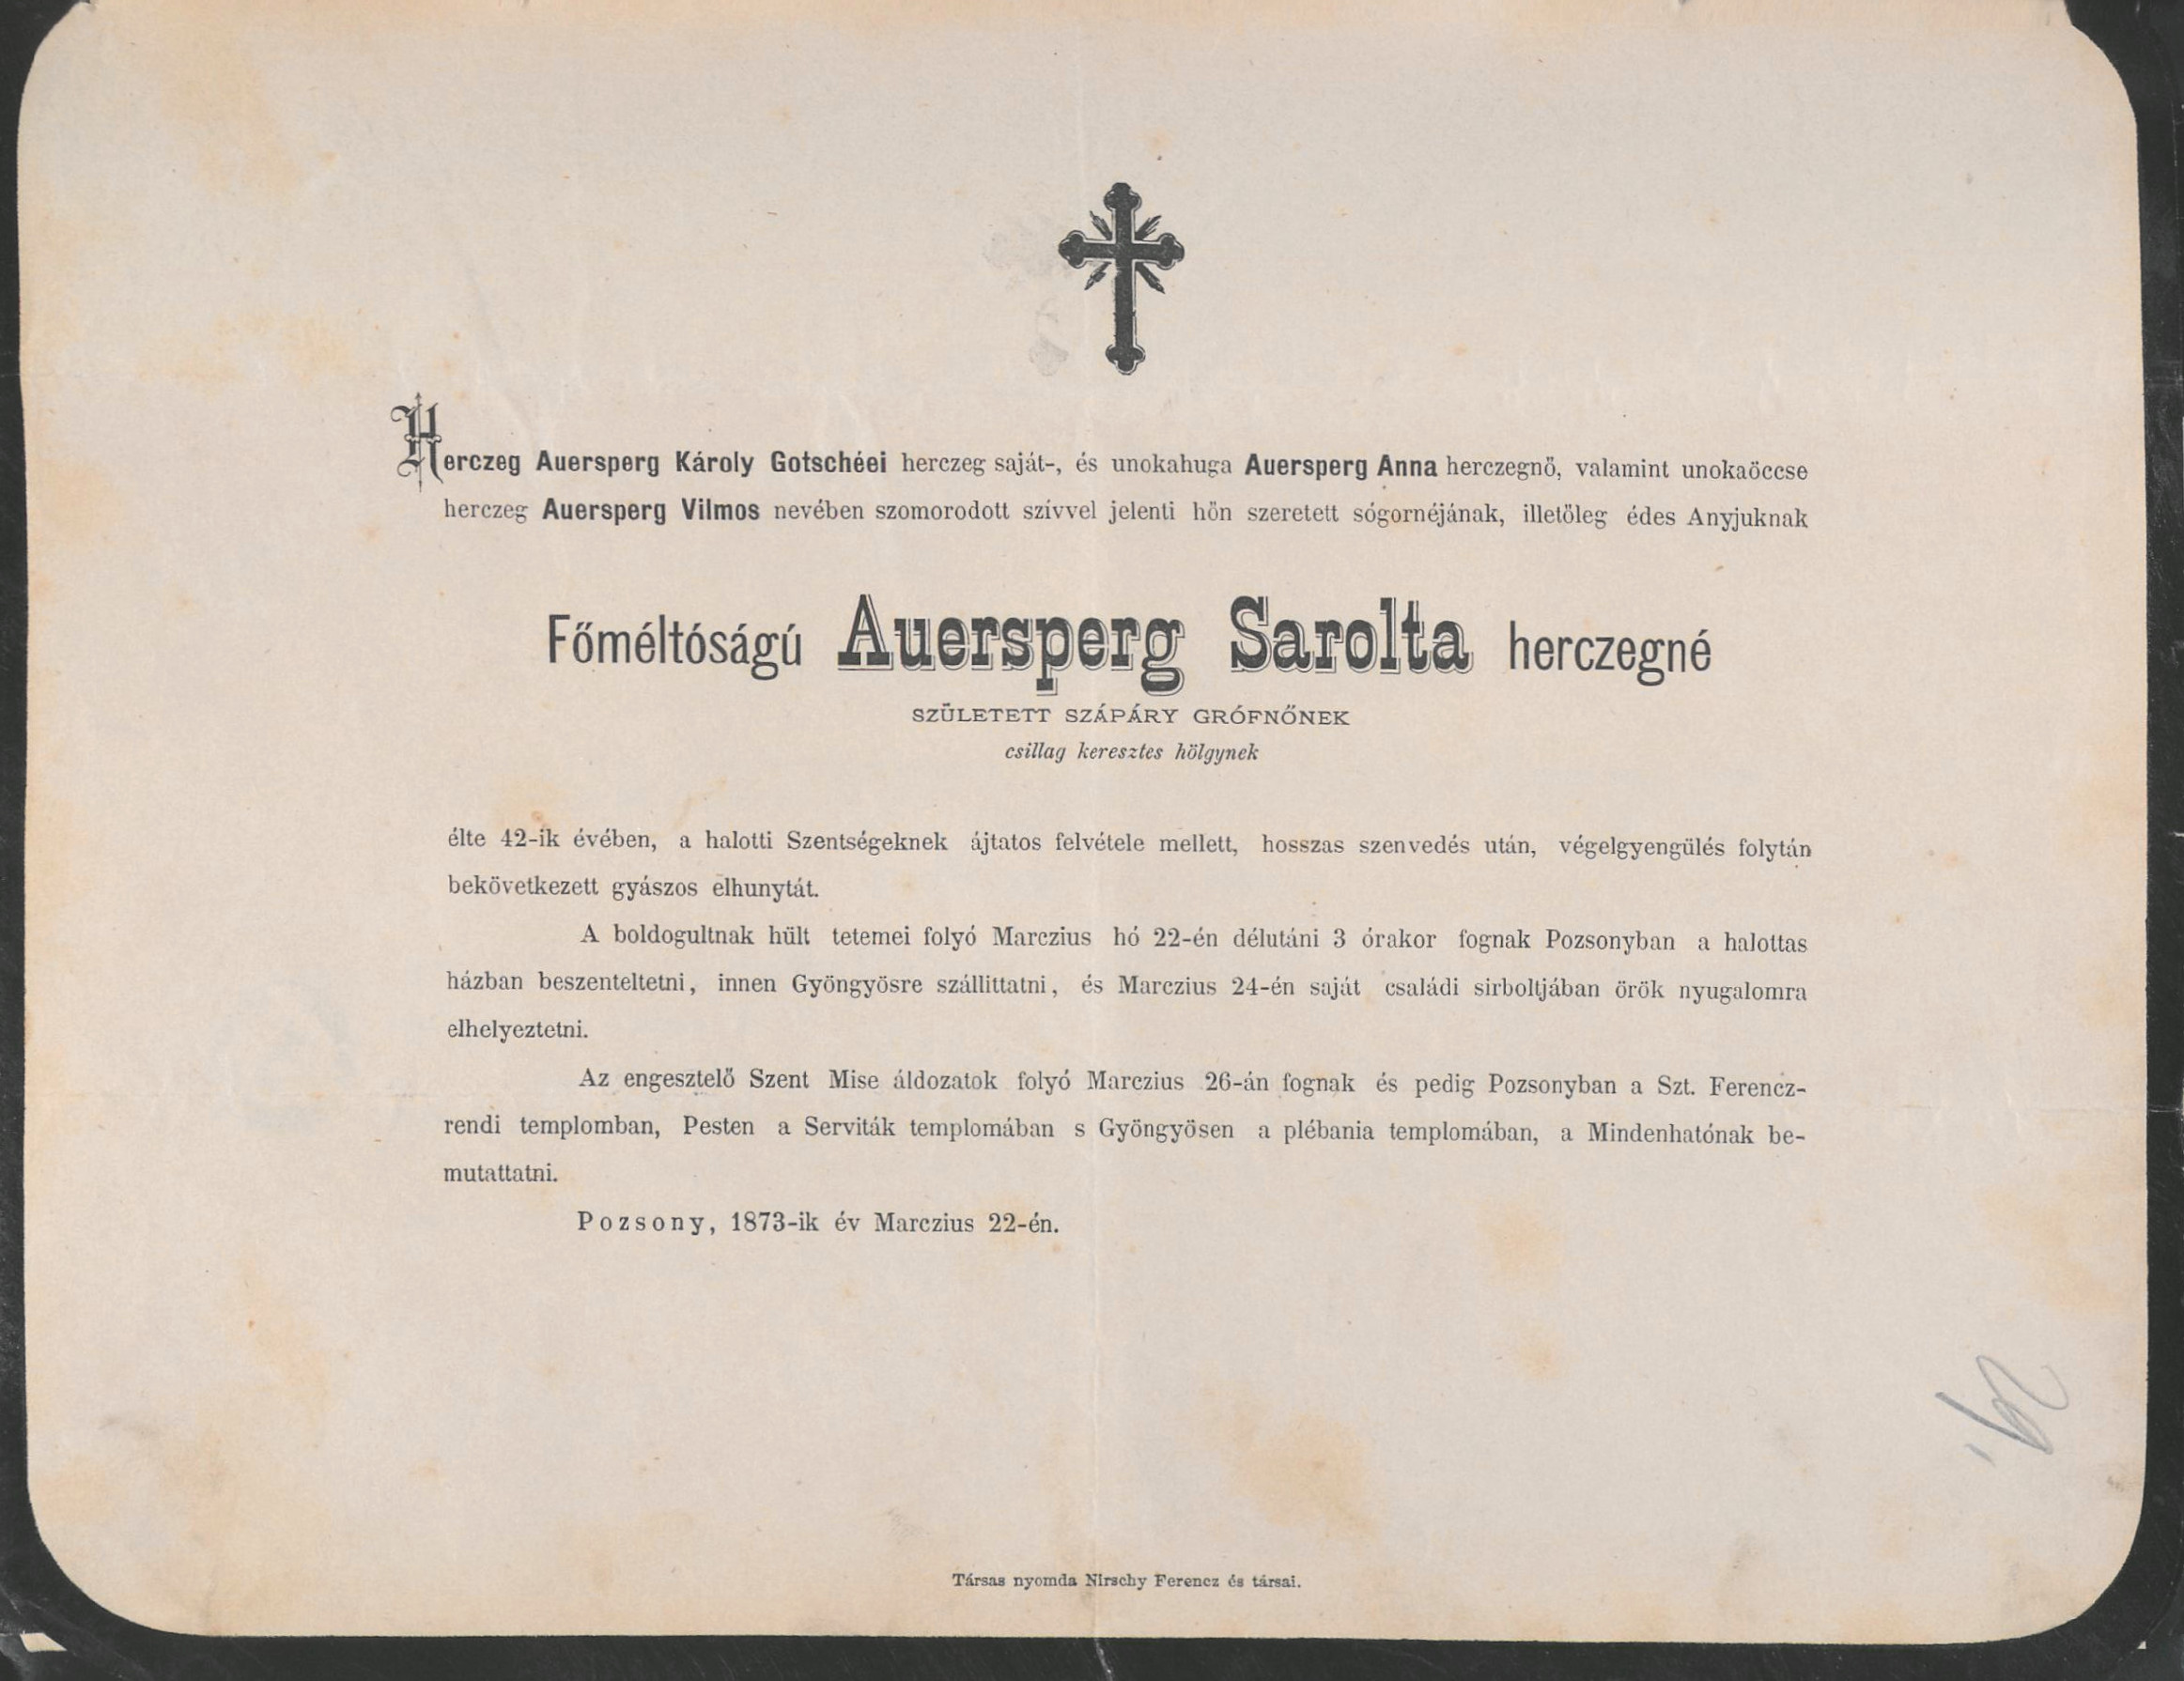 Herczeg Auersperg Károly Gotschéei herczeg saját-, és unokahuga Auersperg Anna herczegnő, valamint unokaöccse
herczeg Auersperg Vilmos nevében szomorodott szívvel jelenti hön szeretett sógornéjának, illetöleg édes Anyjuknak
Főméltóságú Auersperg Sarolta herczegné
SZÜLETETT SZÁPÁRY GRÓFNŐNEK
csillag keresztes hölgynek
élte 42-ik évében, a halotti Szentségeknek ájtatos felvétele mellett, hosszas szenvedés után, végelgyengülés folytán
bekövetkezett gyászos elhunytát.
A boldogultnak hült tetemei folyó Marczius hó 22-én délutáni 3 órakor fognak Pozsonyban a halottas
házban beszenteltetni, innen Gyöngyösre szállittatni, és Marczius 24-én saját családi sirboltjában örök nyugalomra
elhelyeztetni.
Az engesztelő Szent Mise áldozatok folyó Marczius 26-án fognak és pedig Pozsonyban a Szt. Ferencz-
rendi templomban, Pesten a Serviták templomában s Gyöngyösen a plébania templomában, a Mindenhatónak be-
mutattatni.
Pozsony, 1873-ik év Marczius 22-én.
Társas nyomda Nirschy Ferencz és társai.